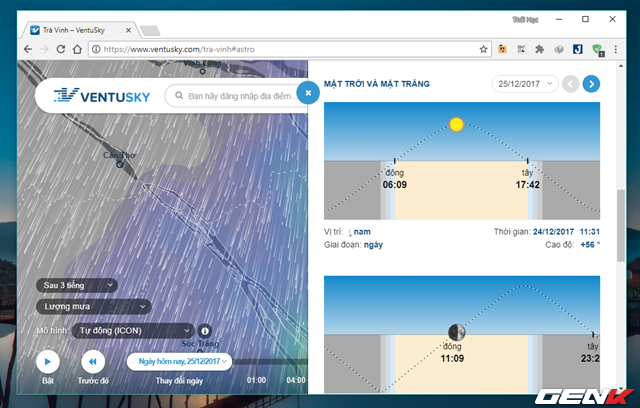 Trà Vinh – VentuSky
Tuấn Học
https://www.ventusky.com/tra-vinh#astro
VENTUSKY
Bạn hãy đăng nhập địa điểm...
Cần Thơ
Sau 3 tiếng
Lượng mưa
Mô hình: Tự động (ICON)
Sóc Trăng
Ngày hôm nay, 25/12/2017
Bật
Trước đó
Thay đổi ngày
01:00
04:00
MẶT TRỜI VÀ MẶT TRĂNG
25/12/2017
đông
06:09
tây
17:42
Vị trí: nam
Thời gian: 24/12/2017 11:31
Giai đoạn: ngày
Cao độ: +56 °
đông
11:09
tây
23:2
GENK